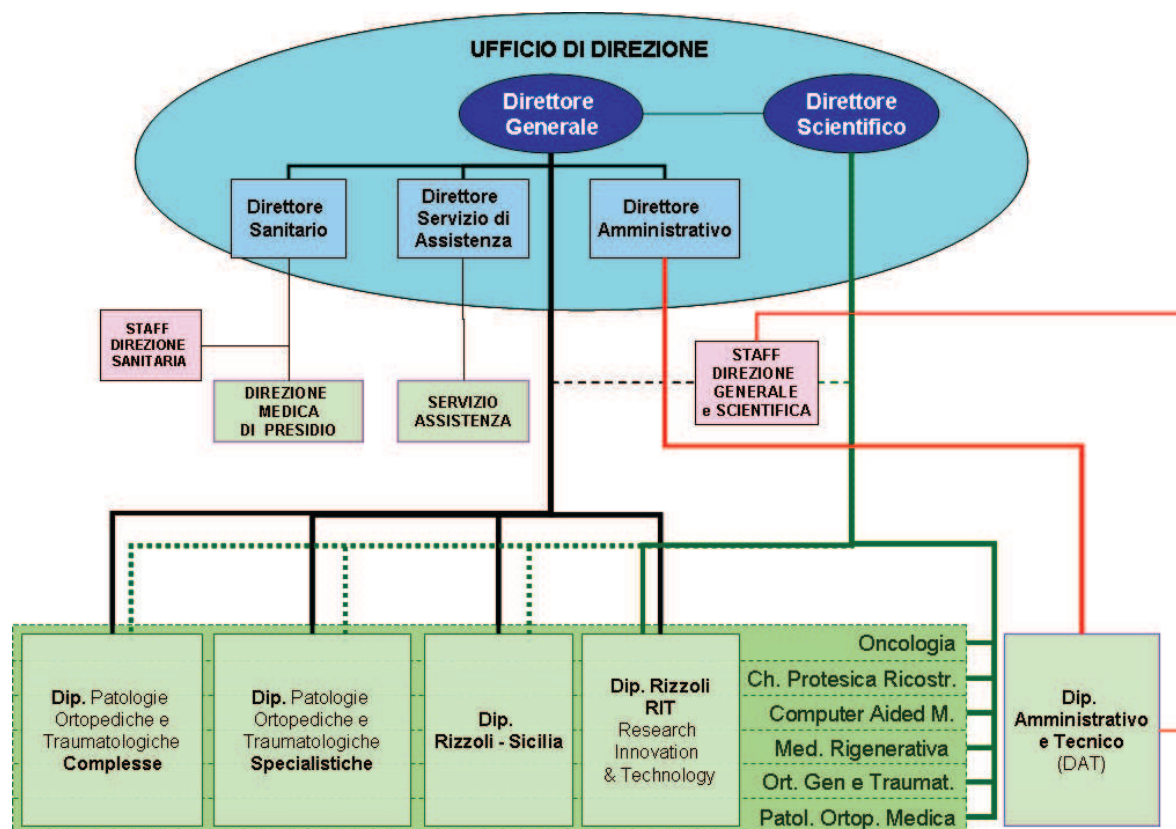 UFFICIO DI DIREZIONE
Direttore
Generale
Direttore
Scientifico
Direttore
Sanitario
Direttore
Servizio di
Assistenza
Direttore
Amministrativo
STAFF
DIREZIONE
SANITARIA
DIREZIONE
MEDICA
DI PRESIDIO
SERVIZIO
ASSISTENZA
STAFF
DIREZIONE
GENERALE
e SCIENTIFICA
Dip. Patologie
Ortopediche e
Traumatologiche
Complesse
Dip. Patologie
Ortopediche e
Traumatologiche
Specialistiche
Dip.
Rizzoli - Sicilia
Dip. Rizzoli
RIT
Research
Innovation
& Technology
Oncologia
Ch. Protesica Ricostr.
Computer Aided M.
Med. Rigenerativa
Ort. Gen e Traumat.
Patol. Ortop. Medica
Dip.
Amministrativo
e Tecnico
(DAT)